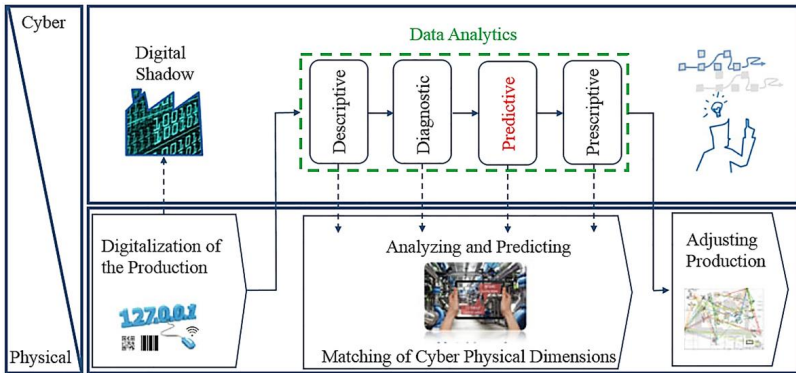 Cyber
Physical
Digital
Shadow
Data Analytics
Descriptive
Diagnostic
Predictive
Prescriptive
Digitalization of
the Production
127.0.0.1
Analyzing and Predicting
Matching of Cyber Physical Dimensions
Adjusting
Production